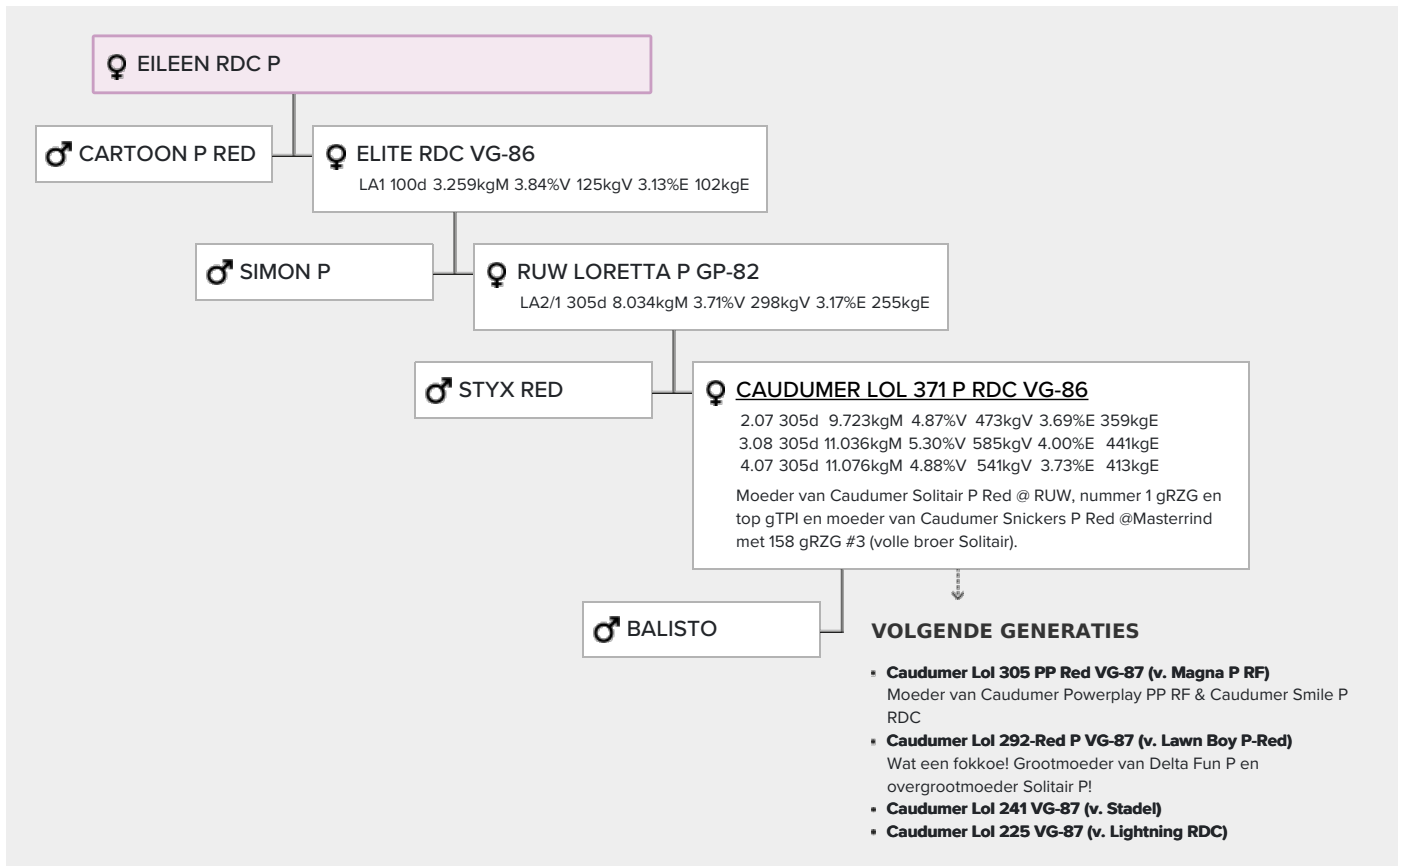 EILEEN RDC P
CARTOON P RED
ELITE RDC VG-86
LA1 100d 3.259kgM 3.84%V 125kgV 3.13%E 102kgE
SIMON P
RUW LORETTA P GP-82
LA2/1 305d 8.034kgM 3.71%V 298kgV 3.17%E 255kgE
STYX RED
CAUDUMER LOL 371 P RDC VG-86
2.07 305d 9.723kgM 4.87%V 473kgV 3.69%E 359kgE
3.08 305d 11.036kgM 5.30%V 585kgV 4.00%E 441kgE
4.07 305d 11.076kgM 4.88%V 541kgV 3.73%E 413kgE
Moeder van Caudumer Solitair P Red @ RUW, nummer 1 gRZG en
top gTPI en moeder van Caudumer Snickers P Red @Masterrind
met 158 gRZG #3 (volle broer Solitair).
BALISTO
VOLGENDE GENERATIES
▪ Caudumer Lol 305 PP Red VG-87 (v. Magna P RF)
Moeder van Caudumer Powerplay PP RF & Caudumer Smile P
RDC
▪ Caudumer Lol 292-Red P VG-87 (v. Lawn Boy P-Red)
Wat een fokkoe! Grootmoeder van Delta Fun P en
overgrootmoeder Solitair P!
▪ Caudumer Lol 241 VG-87 (v. Stadel)
▪ Caudumer Lol 225 VG-87 (v. Lightning RDC)